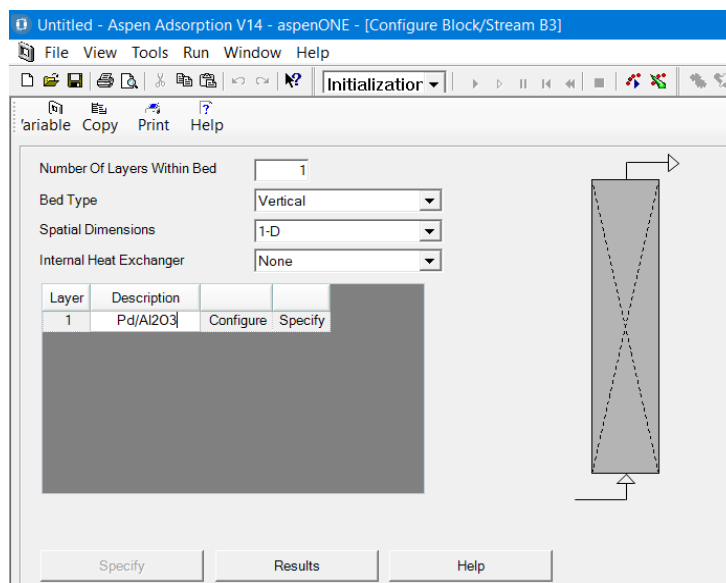 Untitled - Aspen Adsorption V14 - aspenONE - [Configure Block/Stream B3]
File View Tools Run Window Help
Initialization
'ariable Copy Print Help
Number Of Layers Within Bed 1
Bed Type Vertical
Spatial Dimensions 1-D
Internal Heat Exchanger None
Layer Description
1 Pd/Al2O3 Configure Specify
Specify Results Help